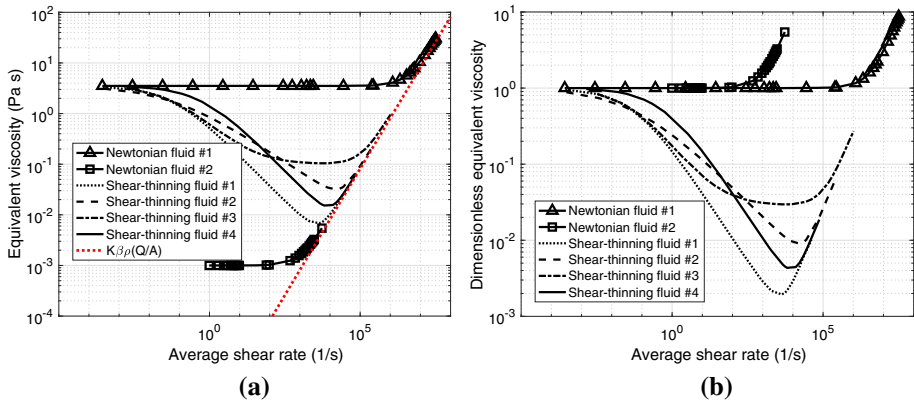 (a)
Equivalent viscosity (Pa s)
10^2
10^1
10^0
10^-1
10^-2
10^-3
10^-4
Newtonian fluid #1
Newtonian fluid #2
Shear-thinning fluid #1
Shear-thinning fluid #2
Shear-thinning fluid #3
Shear-thinning fluid #4
Kβρ(Q/A)
10^0
10^5
Average shear rate (1/s)
(b)
Dimensionless equivalent viscosity
10^1
10^0
10^-1
10^-2
10^-3
Newtonian fluid #1
Newtonian fluid #2
Shear-thinning fluid #1
Shear-thinning fluid #2
Shear-thinning fluid #3
Shear-thinning fluid #4
10^0
10^5
Average shear rate (1/s)
(a)
(b)